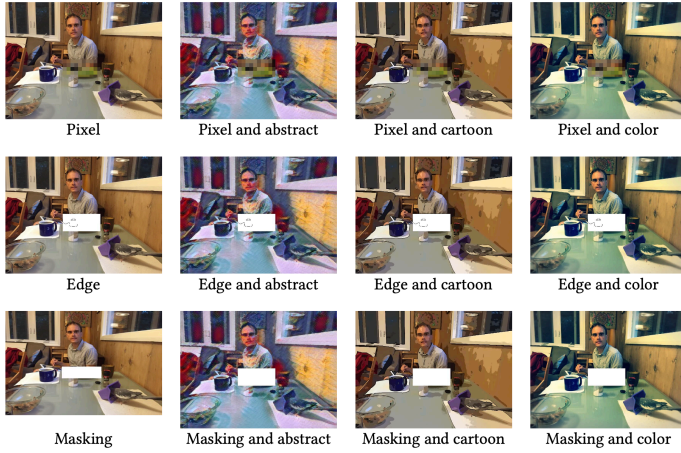 Pixel
Pixel and abstract
Pixel and cartoon
Pixel and color
Edge
Edge and abstract
Edge and cartoon
Edge and color
Masking
Masking and abstract
Masking and cartoon
Masking and color